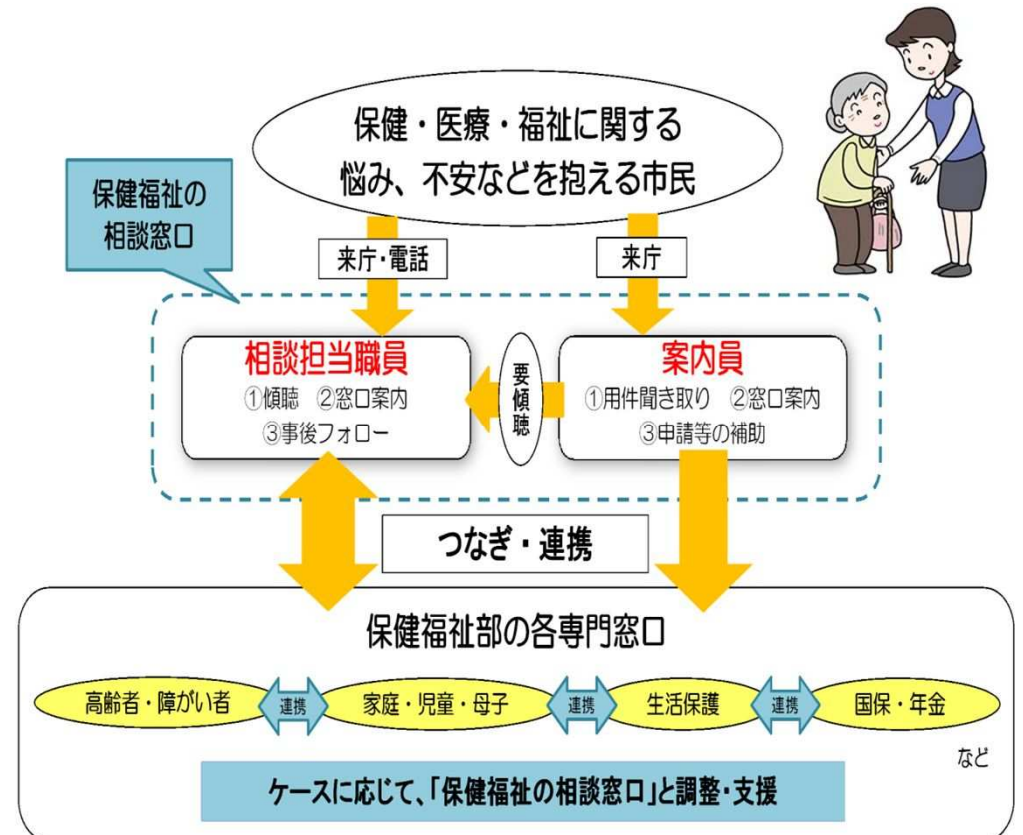 保健・医療・福祉に関する
悩み、不安などを抱える市民
保健福祉の
相談窓口
来庁・電話
来庁
相談担当職員
①傾聴　②窓口案内
③事後フォロー
要傾聴
案内員
①用件聞き取り　②窓口案内
③申請等の補助
つなぎ・連携
保健福祉部の各専門窓口
高齢者・障がい者
連携
家庭・児童・母子
連携
生活保護
連携
国保・年金
など
ケースに応じて、「保健福祉の相談窓口」と調整・支援